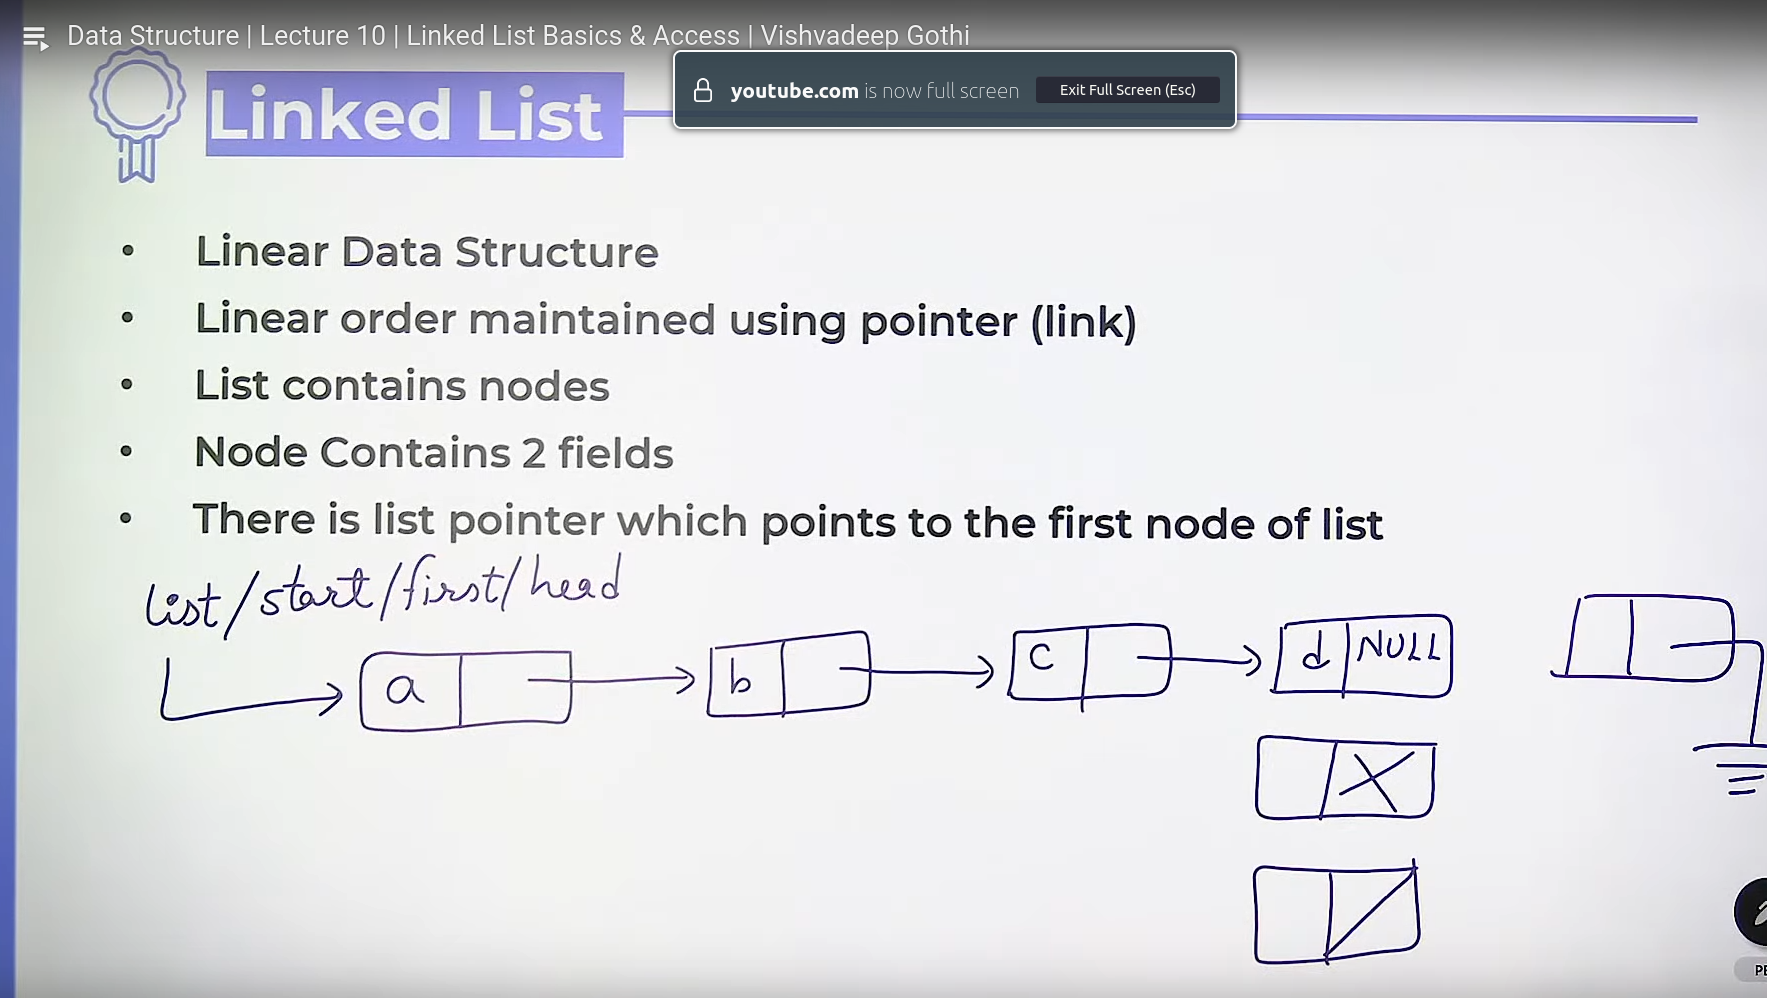 Data Structure | Lecture 10 | Linked List Basics & Access | Vishvadeep Gothi
youtube.com is now full screen
Exit Full Screen (Esc)
Linked List
• Linear Data Structure
• Linear order maintained using pointer (link)
• List contains nodes
• Node Contains 2 fields
• There is list pointer which points to the first node of list
list/start/first/head
a b c d NULL